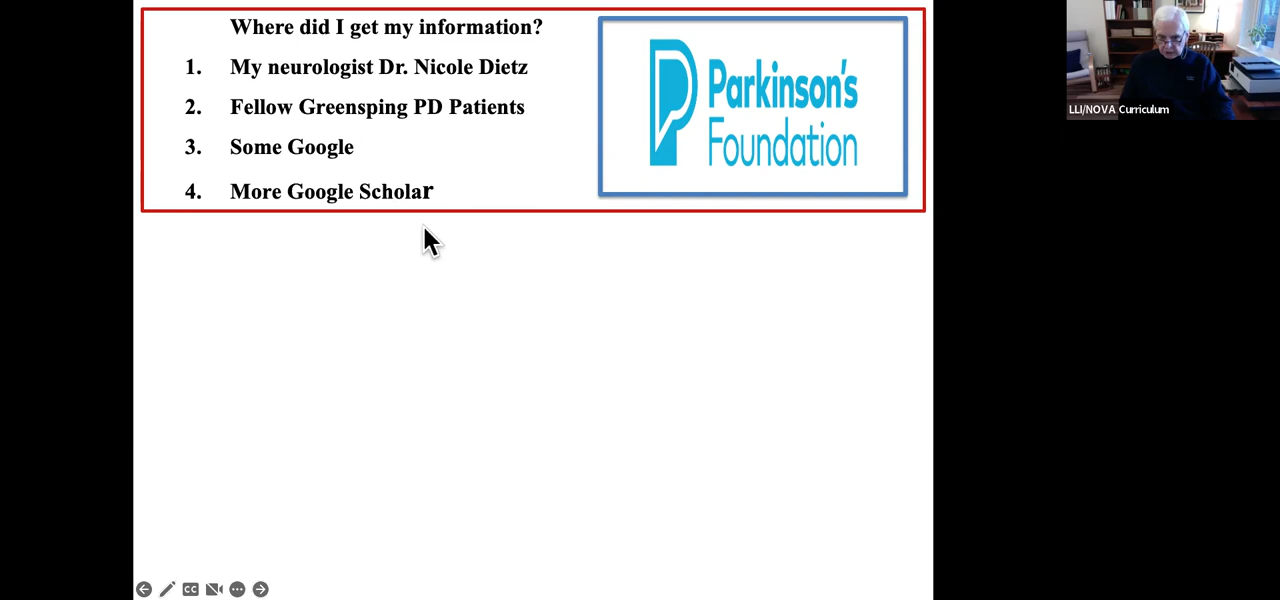 Where did I get my information?
1. My neurologist Dr. Nicole Dietz
2. Fellow Greensping PD Patients
3. Some Google
4. More Google Scholar
Parkinson's
Foundation
LLI/NOVA Curriculum
CC